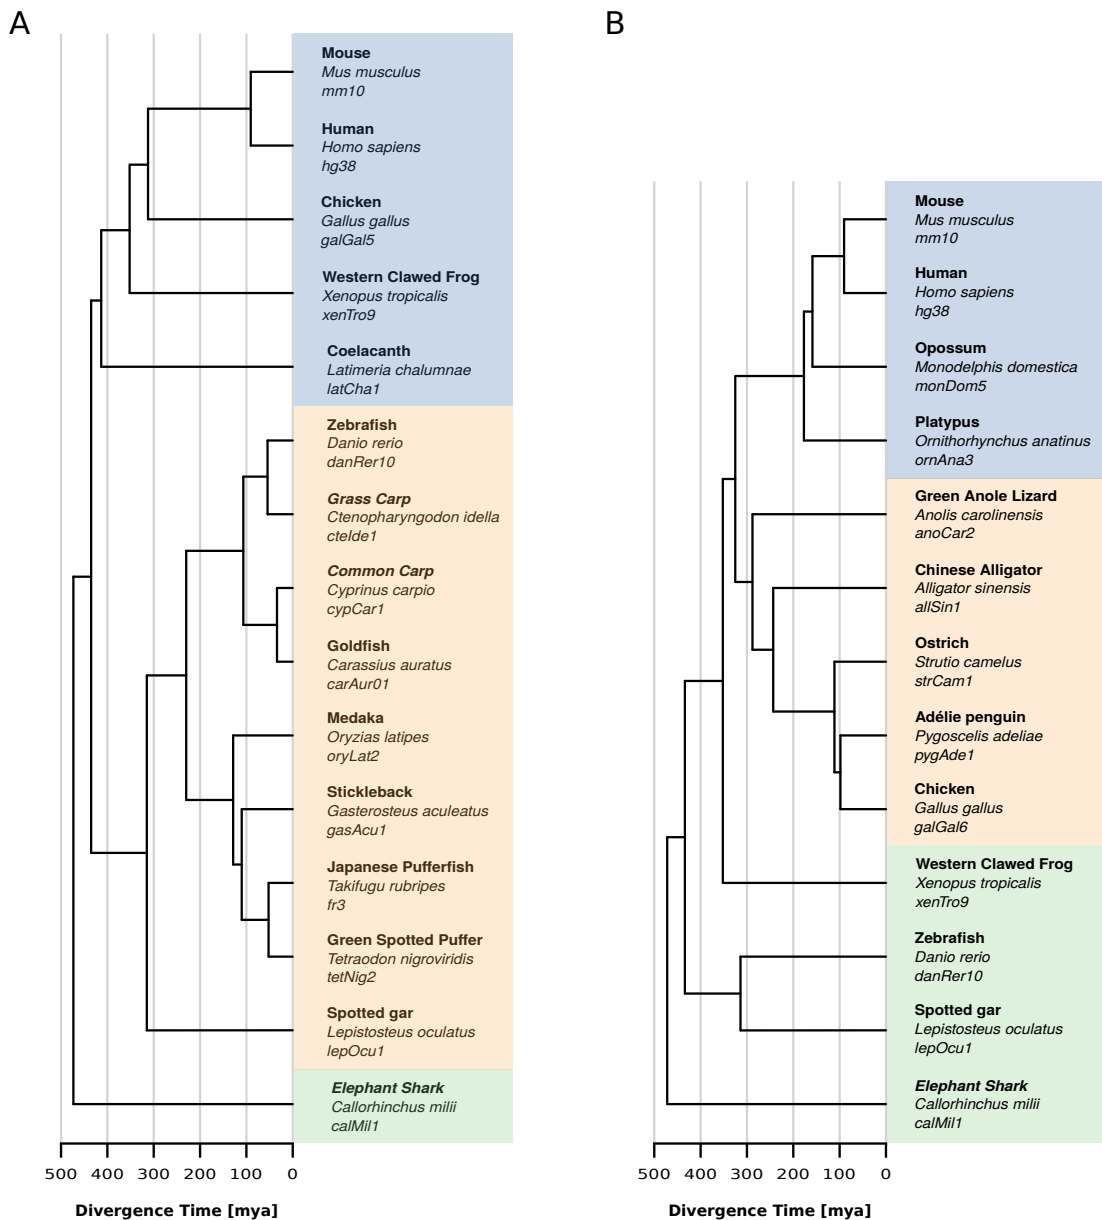 A
Mouse
Mus musculus
mm10
Human
Homo sapiens
hg38
Chicken
Gallus gallus
galGal5
Western Clawed Frog
Xenopus tropicalis
xenTro9
Coelacanth
Latimeria chalumnae
latCha1
Zebrafish
Danio rerio
danRer10
Grass Carp
Ctenopharyngodon idella
cteIde1
Common Carp
Cyprinus carpio
cypCar1
Goldfish
Carassius auratus
carAur01
Medaka
Oryzias latipes
oryLat2
Stickleback
Gasterosteus aculeatus
gasAcu1
Japanese Pufferfish
Takifugu rubripes
fr3
Green Spotted Puffer
Tetraodon nigroviridis
tetNig2
Spotted gar
Lepistosteus oculatus
lepOcu1
Elephant Shark
Callorhinchus milii
calMil1
500 400 300 200 100 0
Divergence Time [mya]
B
Mouse
Mus musculus
mm10
Human
Homo sapiens
hg38
Opossum
Monodelphis domestica
monDom5
Platypus
Ornithorhynchus anatinus
ornAna3
Green Anole Lizard
Anolis carolinensis
anoCar2
Chinese Alligator
Alligator sinensis
allSin1
Ostrich
Strutio camelus
strCam1
Adélie penguin
Pygoscelis adeliae
pygAde1
Chicken
Gallus gallus
galGal6
Western Clawed Frog
Xenopus tropicalis
xenTro9
Zebrafish
Danio rerio
danRer10
Spotted gar
Lepistosteus oculatus
lepOcu1
Elephant Shark
Callorhinchus milii
calMil1
500 400 300 200 100 0
Divergence Time [mya]